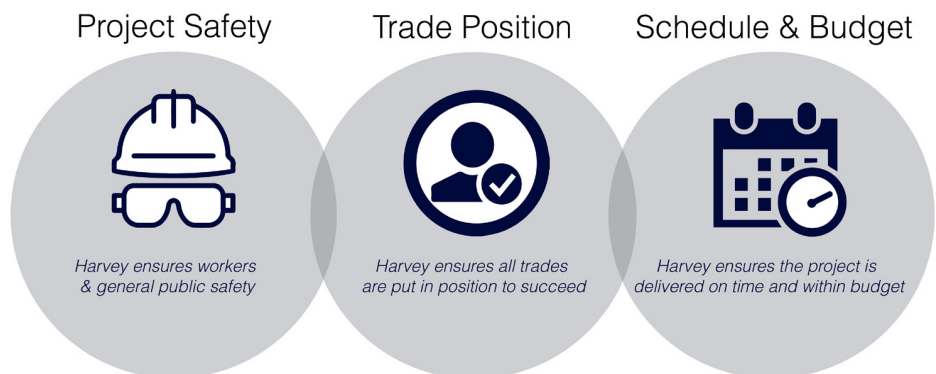 Project Safety
Trade Position
Schedule & Budget
Harvey ensures workers
& general public safety
Harvey ensures all trades
are put in position to succeed
Harvey ensures the project is
delivered on time and within budget